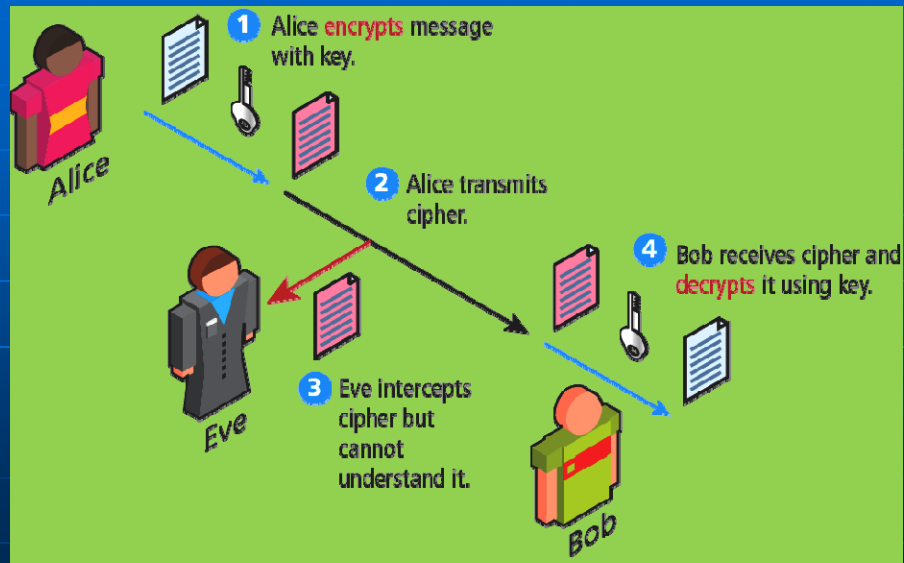 1 Alice encrypts message
with key.
Alice
2 Alice transmits
cipher.
4 Bob receives cipher and
decrypts it using key.
3 Eve intercepts
cipher but
cannot
understand it.
Eve
Bob